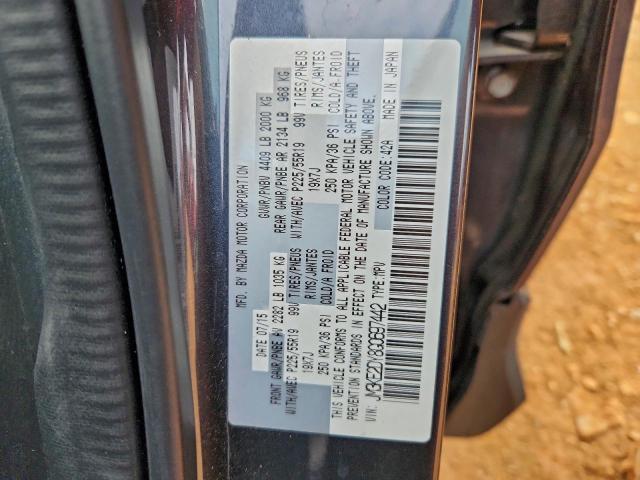 MFD. BY MAZDA MOTOR CORPORATION
DATE 07/15 GVWR/PNBV 4409 LB 2000 KG
FRONT GAWR/PNBE AV 2282 LB 1035 KG REAR GAWR/PNBE AR 2134 LB 968 KG
WITH/AVEC P225/55R19 99V TIRES/PNEUS WITH/AVEC P225/55R19 99V TIRES/PNEUS
19X7J RIMS/JANTES 19X7J RIMS/JANTES
250 KPA/36 PSI COLD/A FROID 250 KPA/36 PSI COLD/A FROID
THIS VEHICLE CONFORMS TO ALL APPLICABLE FEDERAL MOTOR VEHICLE SAFETY AND THEFT
PREVENTION STANDARDS IN EFFECT ON THE DATE OF MANUFACTURE SHOWN ABOVE.
VIN: JM3KE2DY8G0697442 TYPE:MPV COLOR CODE:42A MADE IN JAPAN